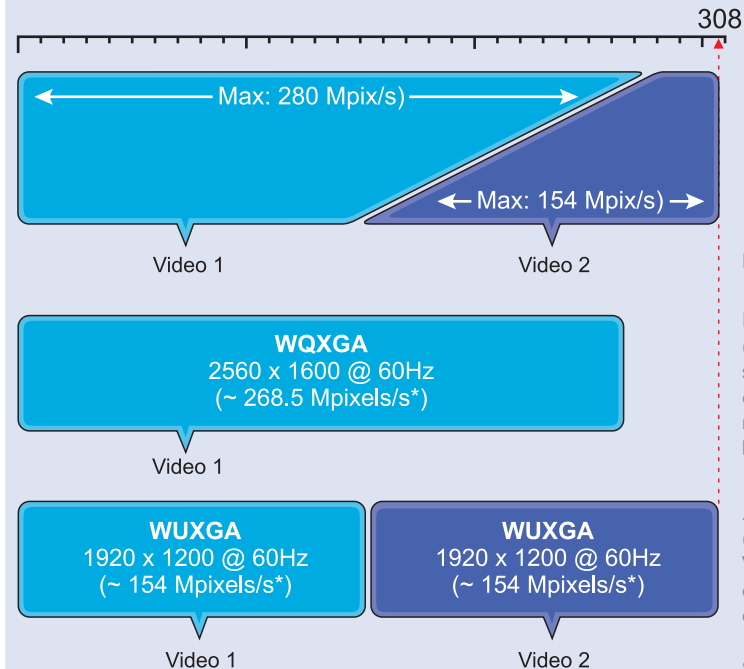 308
Max: 280 Mpix/s)
Max: 154 Mpix/s)
Video 1
Video 2
WQXGA
2560 x 1600 @ 60Hz
(~ 268.5 Mpixels/s*)
Video 1
WUXGA
1920 x 1200 @ 60Hz
(~ 154 Mpixels/s*)
WUXGA
1920 x 1200 @ 60Hz
(~ 154 Mpixels/s*)
Video 1
Video 2